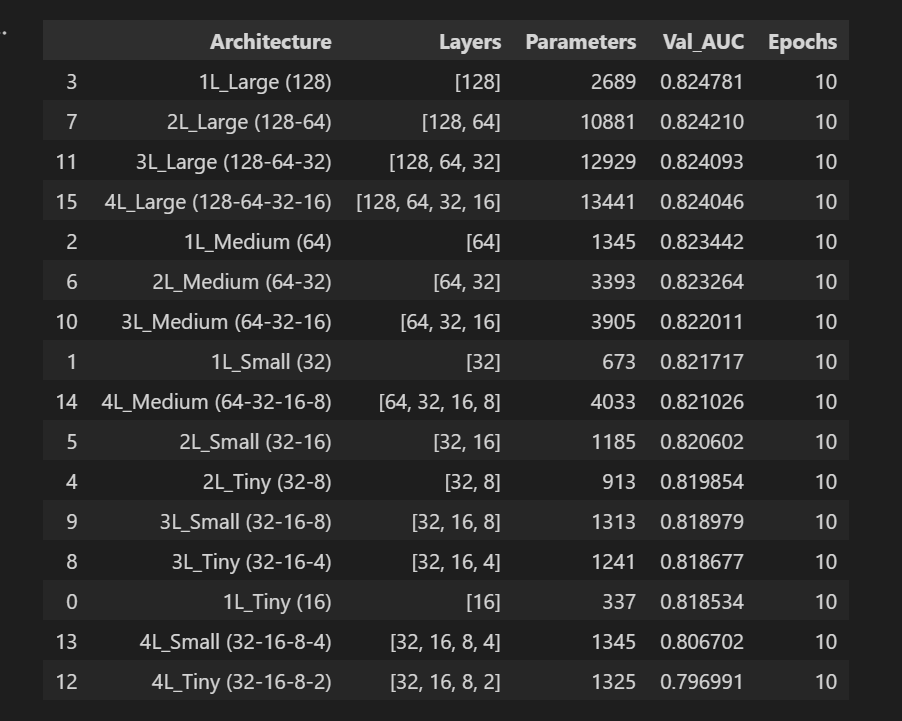 Architecture Layers Parameters Val_AUC Epochs
3 1L_Large (128) [128] 2689 0.824781 10
7 2L_Large (128-64) [128, 64] 10881 0.824210 10
11 3L_Large (128-64-32) [128, 64, 32] 12929 0.824093 10
15 4L_Large (128-64-32-16) [128, 64, 32, 16] 13441 0.824046 10
2 1L_Medium (64) [64] 1345 0.823442 10
6 2L_Medium (64-32) [64, 32] 3393 0.823264 10
10 3L_Medium (64-32-16) [64, 32, 16] 3905 0.822011 10
1 1L_Small (32) [32] 673 0.821717 10
14 4L_Medium (64-32-16-8) [64, 32, 16, 8] 4033 0.821026 10
5 2L_Small (32-16) [32, 16] 1185 0.820602 10
4 2L_Tiny (32-8) [32, 8] 913 0.819854 10
9 3L_Small (32-16-8) [32, 16, 8] 1313 0.818979 10
8 3L_Tiny (32-16-4) [32, 16, 4] 1241 0.818677 10
0 1L_Tiny (16) [16] 337 0.818534 10
13 4L_Small (32-16-8-4) [32, 16, 8, 4] 1345 0.806702 10
12 4L_Tiny (32-16-8-2) [32, 16, 8, 2] 1325 0.796991 10